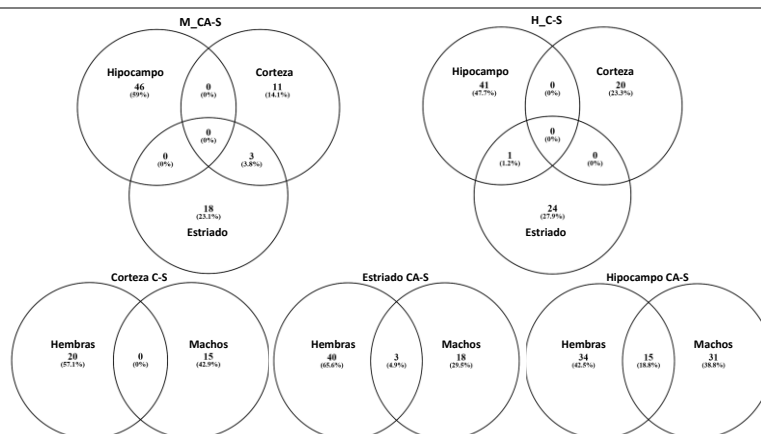 M_CA-S
Hipocampo
46
(59%)
0
(0%)
Corteza
11
(14.1%)
0
(0%)
0
(0%)
3
(3.8%)
18
(23.1%)
Estriado
H_C-S
Hipocampo
41
(47.7%)
0
(0%)
Corteza
20
(23.3%)
0
(0%)
1
(1.2%)
0
(0%)
24
(27.9%)
Estriado
Corteza C-S
Hembras
20
(57.1%)
0
(0%)
Machos
15
(42.9%)
Estriado CA-S
Hembras
40
(65.6%)
3
(4.9%)
Machos
18
(29.5%)
Hipocampo CA-S
Hembras
34
(42.5%)
15
(18.8%)
Machos
31
(38.8%)